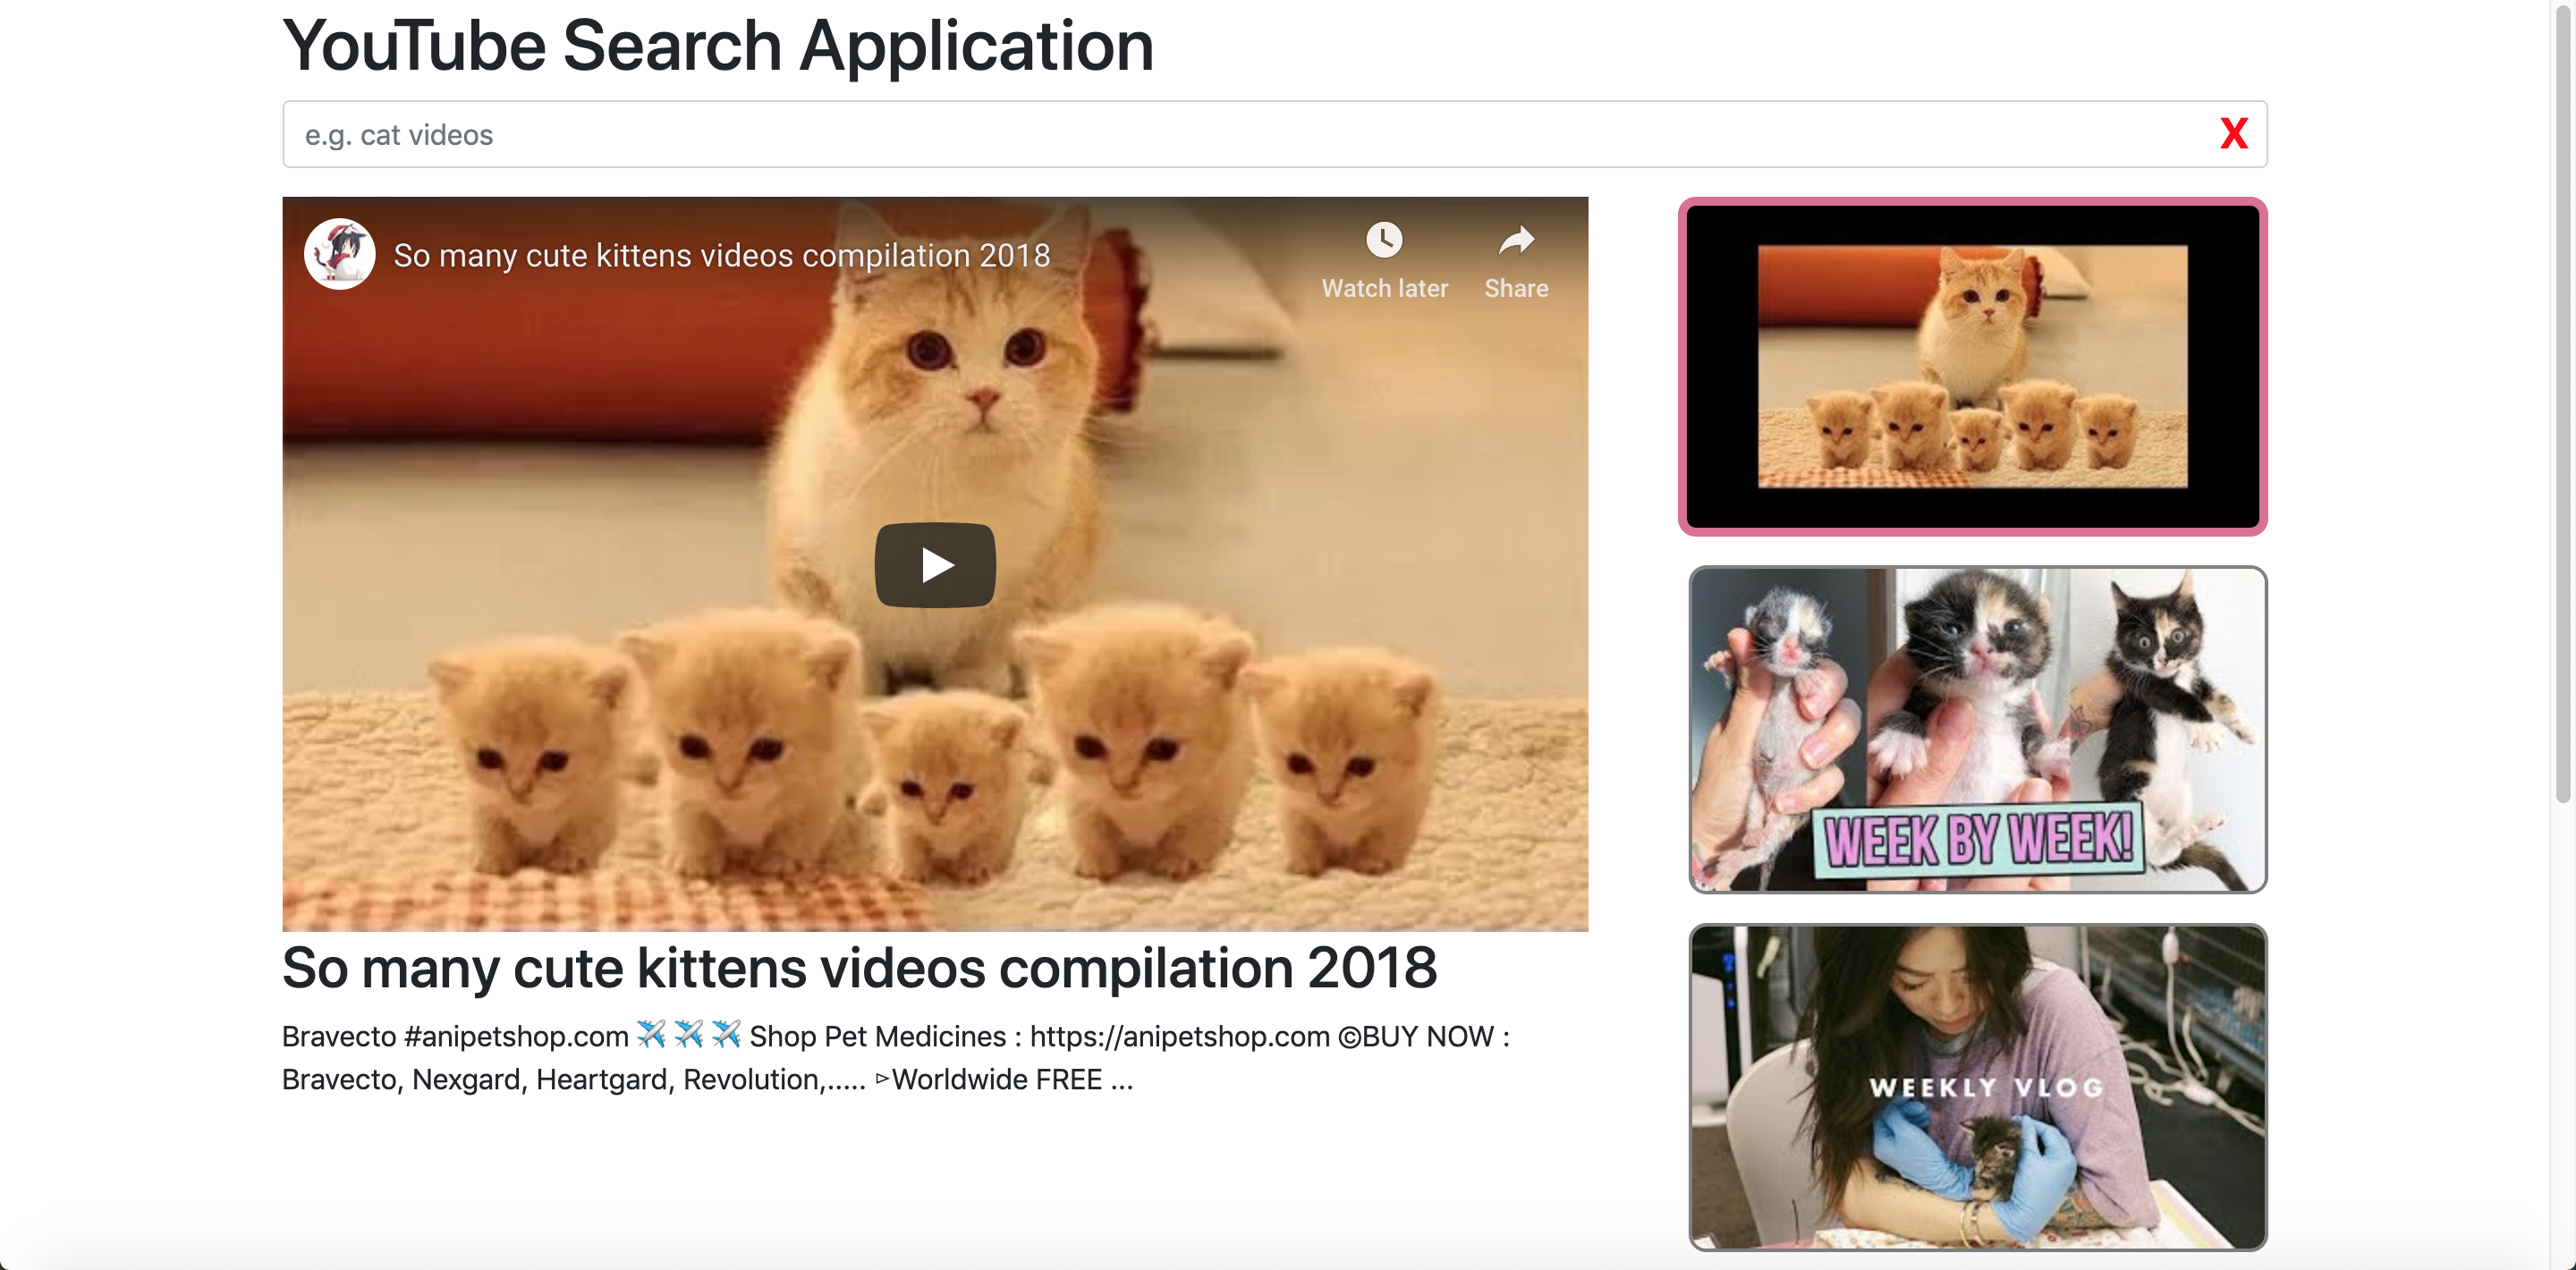 YouTube Search Application
e.g. cat videos
X
So many cute kittens videos compilation 2018
Watch later
Share
WEEK BY WEEK!
So many cute kittens videos compilation 2018
Bravecto #anipetshop.com ✈️ ✈️ ✈️ Shop Pet Medicines : https://anipetshop.com ©BUY NOW :
Bravecto, Nexgard, Heartgard, Revolution,..... ▻Worldwide FREE ...
WEEKLY VLOG